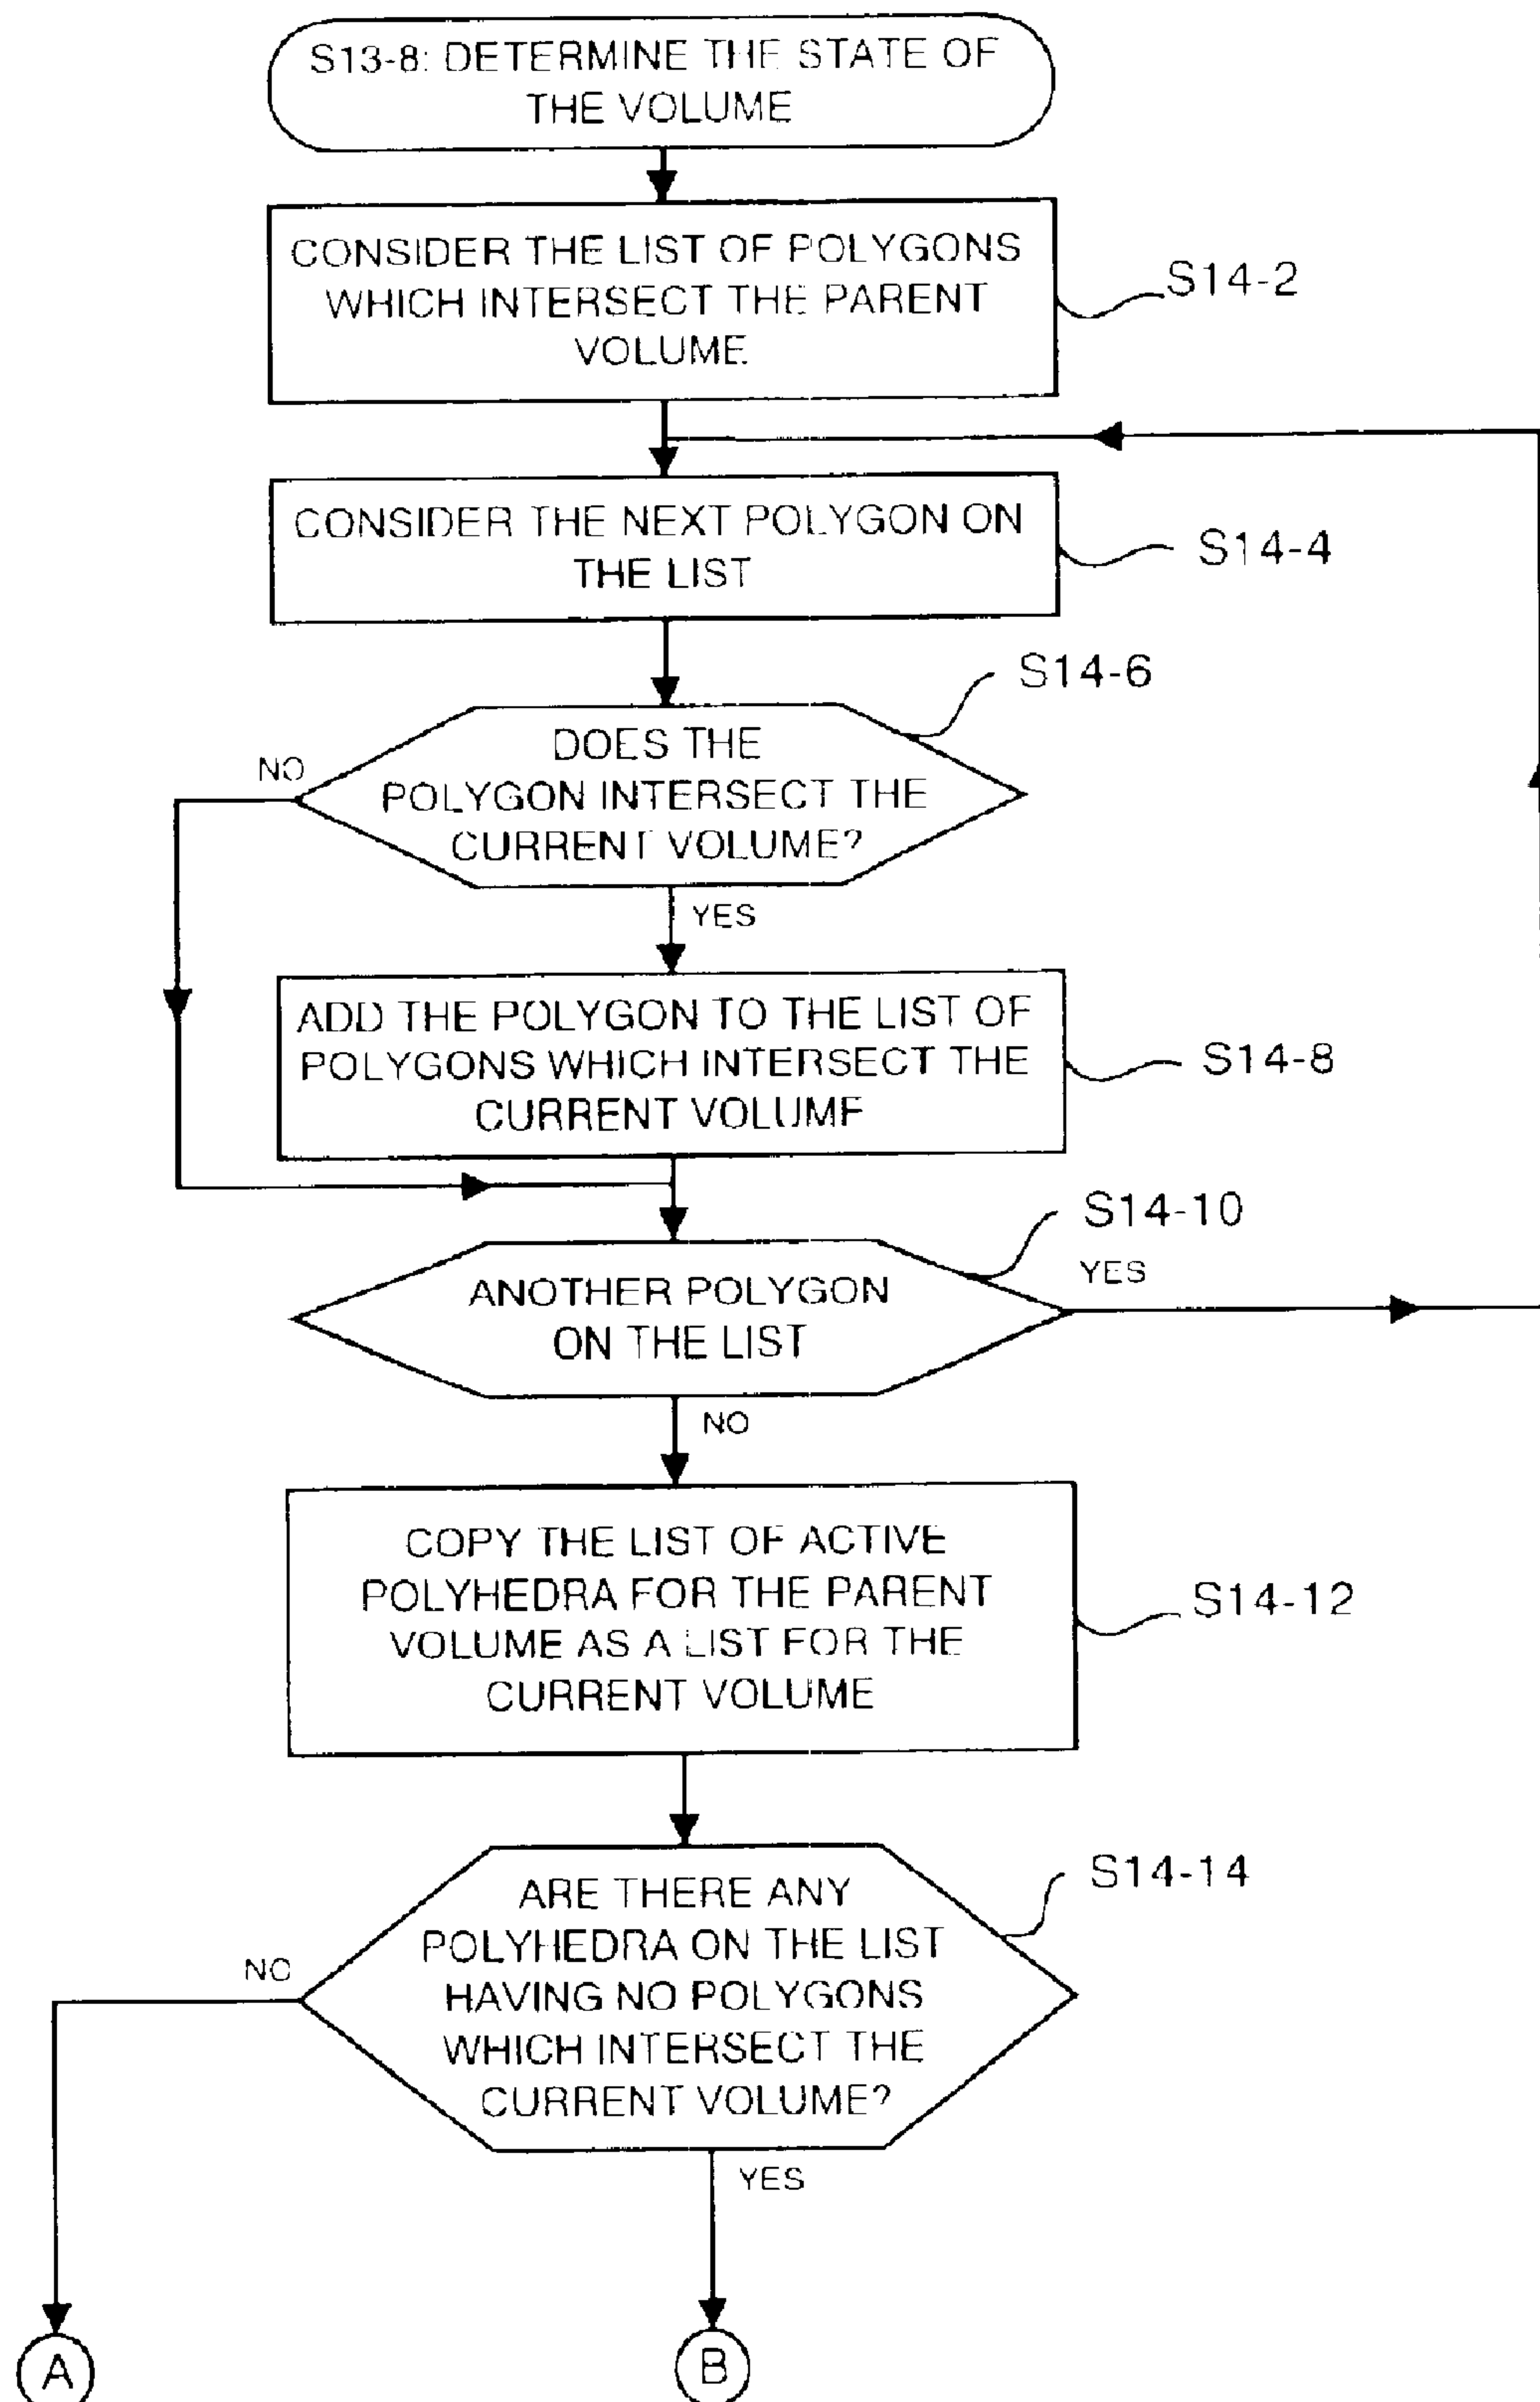 S13-8: DETERMINE THE STATE OF
THE VOLUME
CONSIDER THE LIST OF POLYGONS
WHICH INTERSECT THE PARENT
VOLUME
S14-2
CONSIDER THE NEXT POLYGON ON
THE LIST
S14-4
S14-6
DOES THE
POLYGON INTERSECT THE
CURRENT VOLUME?
NO
YES
ADD THE POLYGON TO THE LIST OF
POLYGONS WHICH INTERSECT THE
CURRENT VOLUME
S14-8
S14-10
ANOTHER POLYGON
ON THE LIST
YES
NO
COPY THE LIST OF ACTIVE
POLYHEDRA FOR THE PARENT
VOLUME AS A LIST FOR THE
CURRENT VOLUME
S14-12
S14-14
ARE THERE ANY
POLYHEDRA ON THE LIST
HAVING NO POLYGONS
WHICH INTERSECT THE
CURRENT VOLUME?
NO
YES
A
B